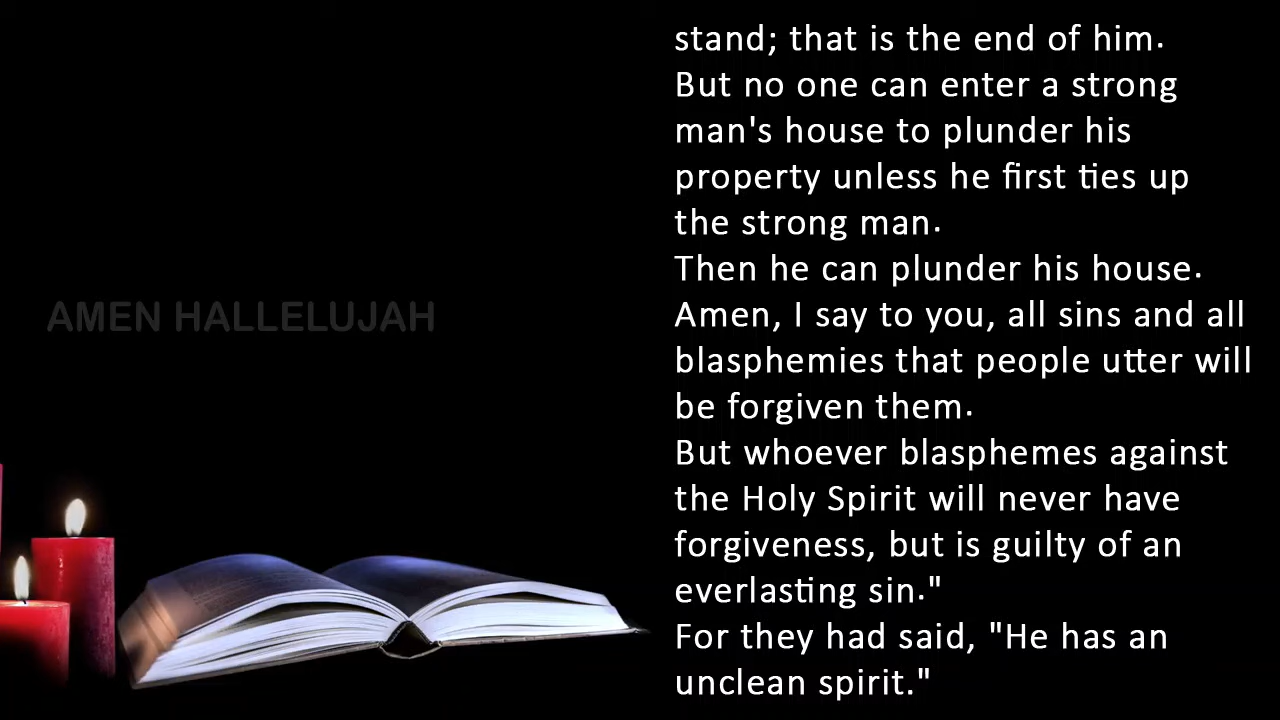 AMEN HALLELUJAH
stand; that is the end of him.
But no one can enter a strong
man's house to plunder his
property unless he first ties up
the strong man.
Then he can plunder his house.
Amen, I say to you, all sins and all
blasphemies that people utter will
be forgiven them.
But whoever blasphemes against
the Holy Spirit will never have
forgiveness, but is guilty of an
everlasting sin."
For they had said, "He has an
unclean spirit."